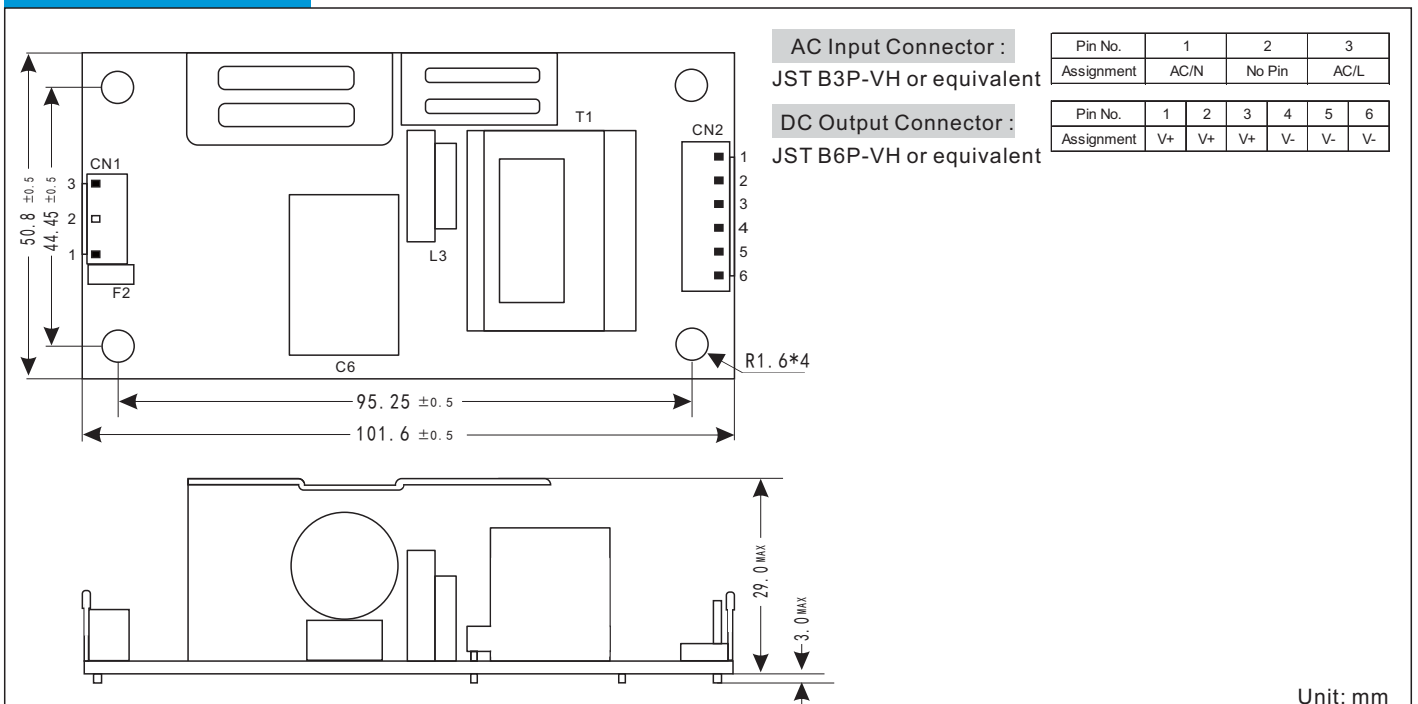 AC Input Connector :
JST B3P-VH or equivalent
Pin No. 1 2 3
Assignment AC/N No Pin AC/L
DC Output Connector :
JST B6P-VH or equivalent
Pin No. 1 2 3 4 5 6
Assignment V+ V+ V+ V- V- V-
T1
CN2
CN1
3
2
1
F2
L3
C6
1
2
3
4
5
6
50.8 ±0.5
44.45 ±0.5
R1.6*4
95.25 ±0.5
101.6 ±0.5
29.0 MAX
3.0 MAX
Unit: mm